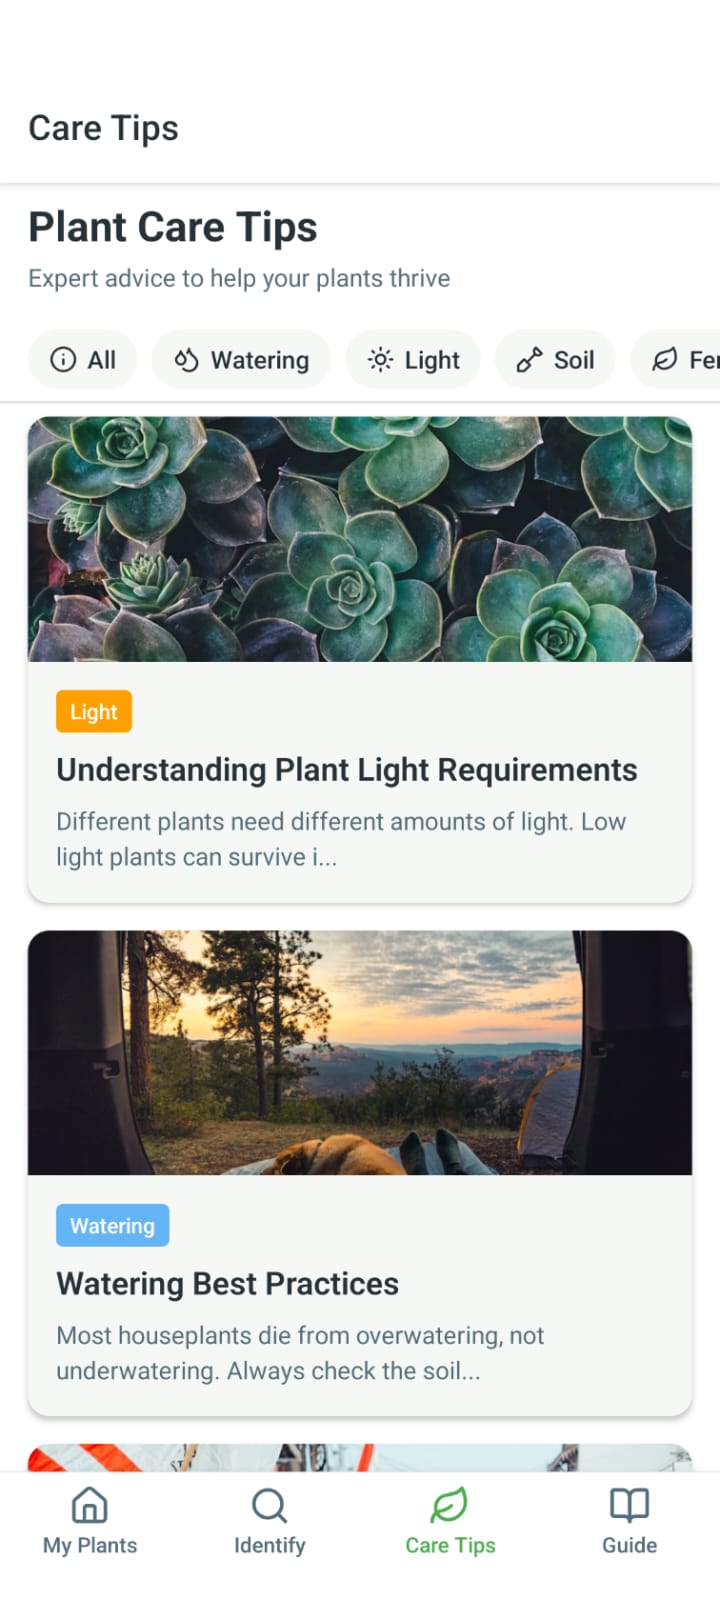 Care Tips
Plant Care Tips
Expert advice to help your plants thrive
All Watering Light Soil Fer
Light
Understanding Plant Light Requirements
Different plants need different amounts of light. Low
light plants can survive i...
Watering
Watering Best Practices
Most houseplants die from overwatering, not
underwatering. Always check the soil...
My Plants Identify Care Tips Guide